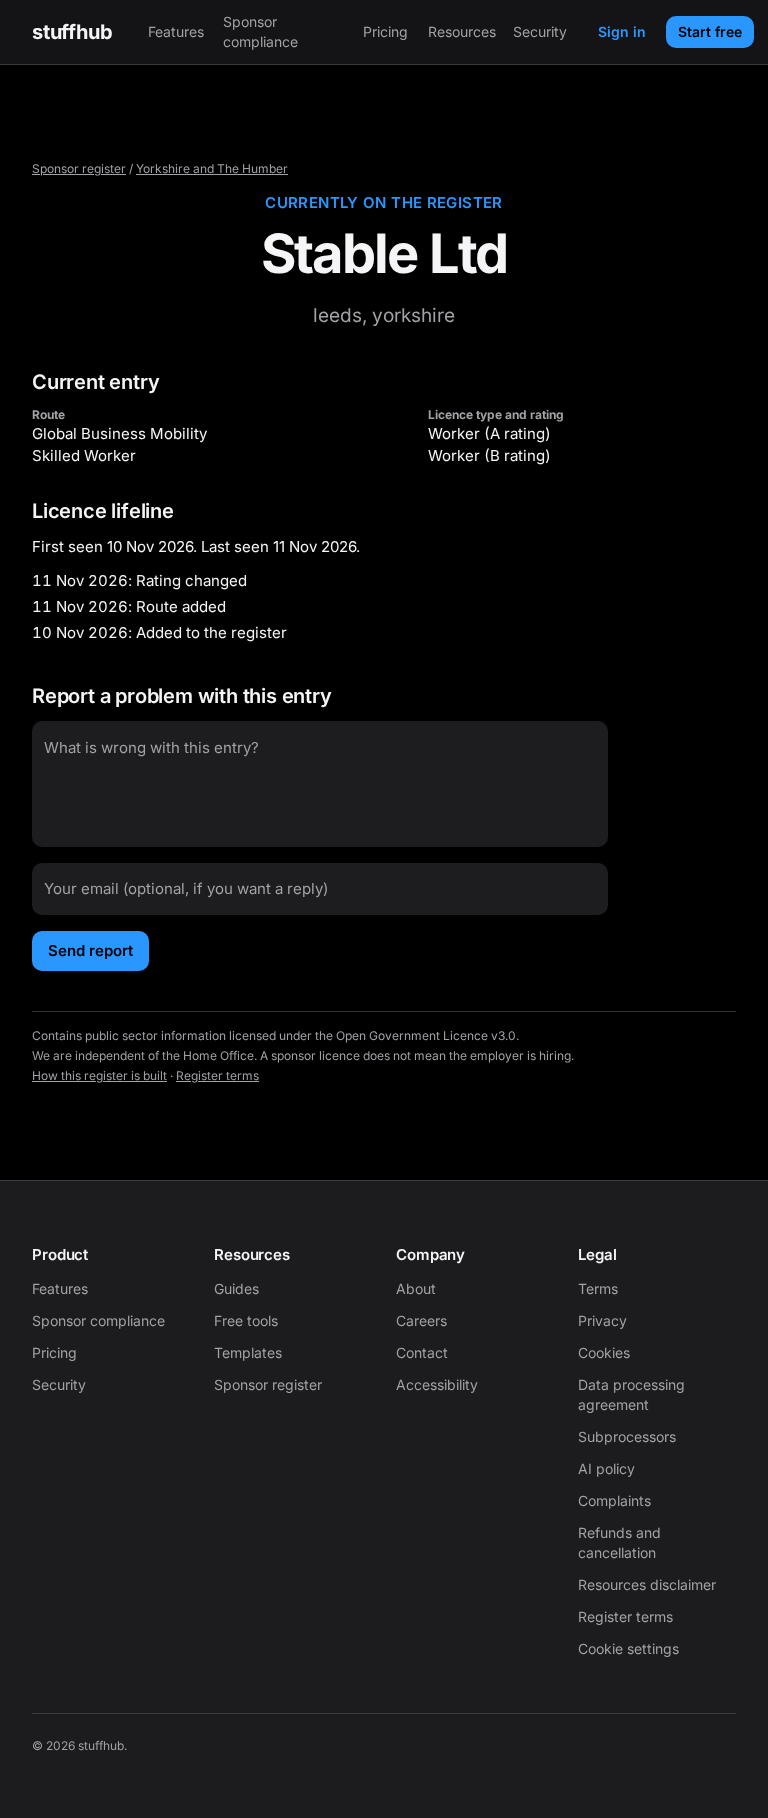 stuffhub
Features
Sponsor
compliance
Pricing
Resources
Security
Sign in
Start free
Sponsor register / Yorkshire and The Humber
CURRENTLY ON THE REGISTER
Stable Ltd
leeds, yorkshire
Current entry
Route
Licence type and rating
Global Business Mobility
Worker (A rating)
Skilled Worker
Worker (B rating)
Licence lifeline
First seen 10 Nov 2026. Last seen 11 Nov 2026.
11 Nov 2026: Rating changed
11 Nov 2026: Route added
10 Nov 2026: Added to the register
Report a problem with this entry
What is wrong with this entry?
Your email (optional, if you want a reply)
Send report
Contains public sector information licensed under the Open Government Licence v3.0.
We are independent of the Home Office. A sponsor licence does not mean the employer is hiring.
How this register is built · Register terms
Product
Features
Sponsor compliance
Pricing
Security
Resources
Guides
Free tools
Templates
Sponsor register
Company
About
Careers
Contact
Accessibility
Legal
Terms
Privacy
Cookies
Data processing
agreement
Subprocessors
AI policy
Complaints
Refunds and
cancellation
Resources disclaimer
Register terms
Cookie settings
© 2026 stuffhub.